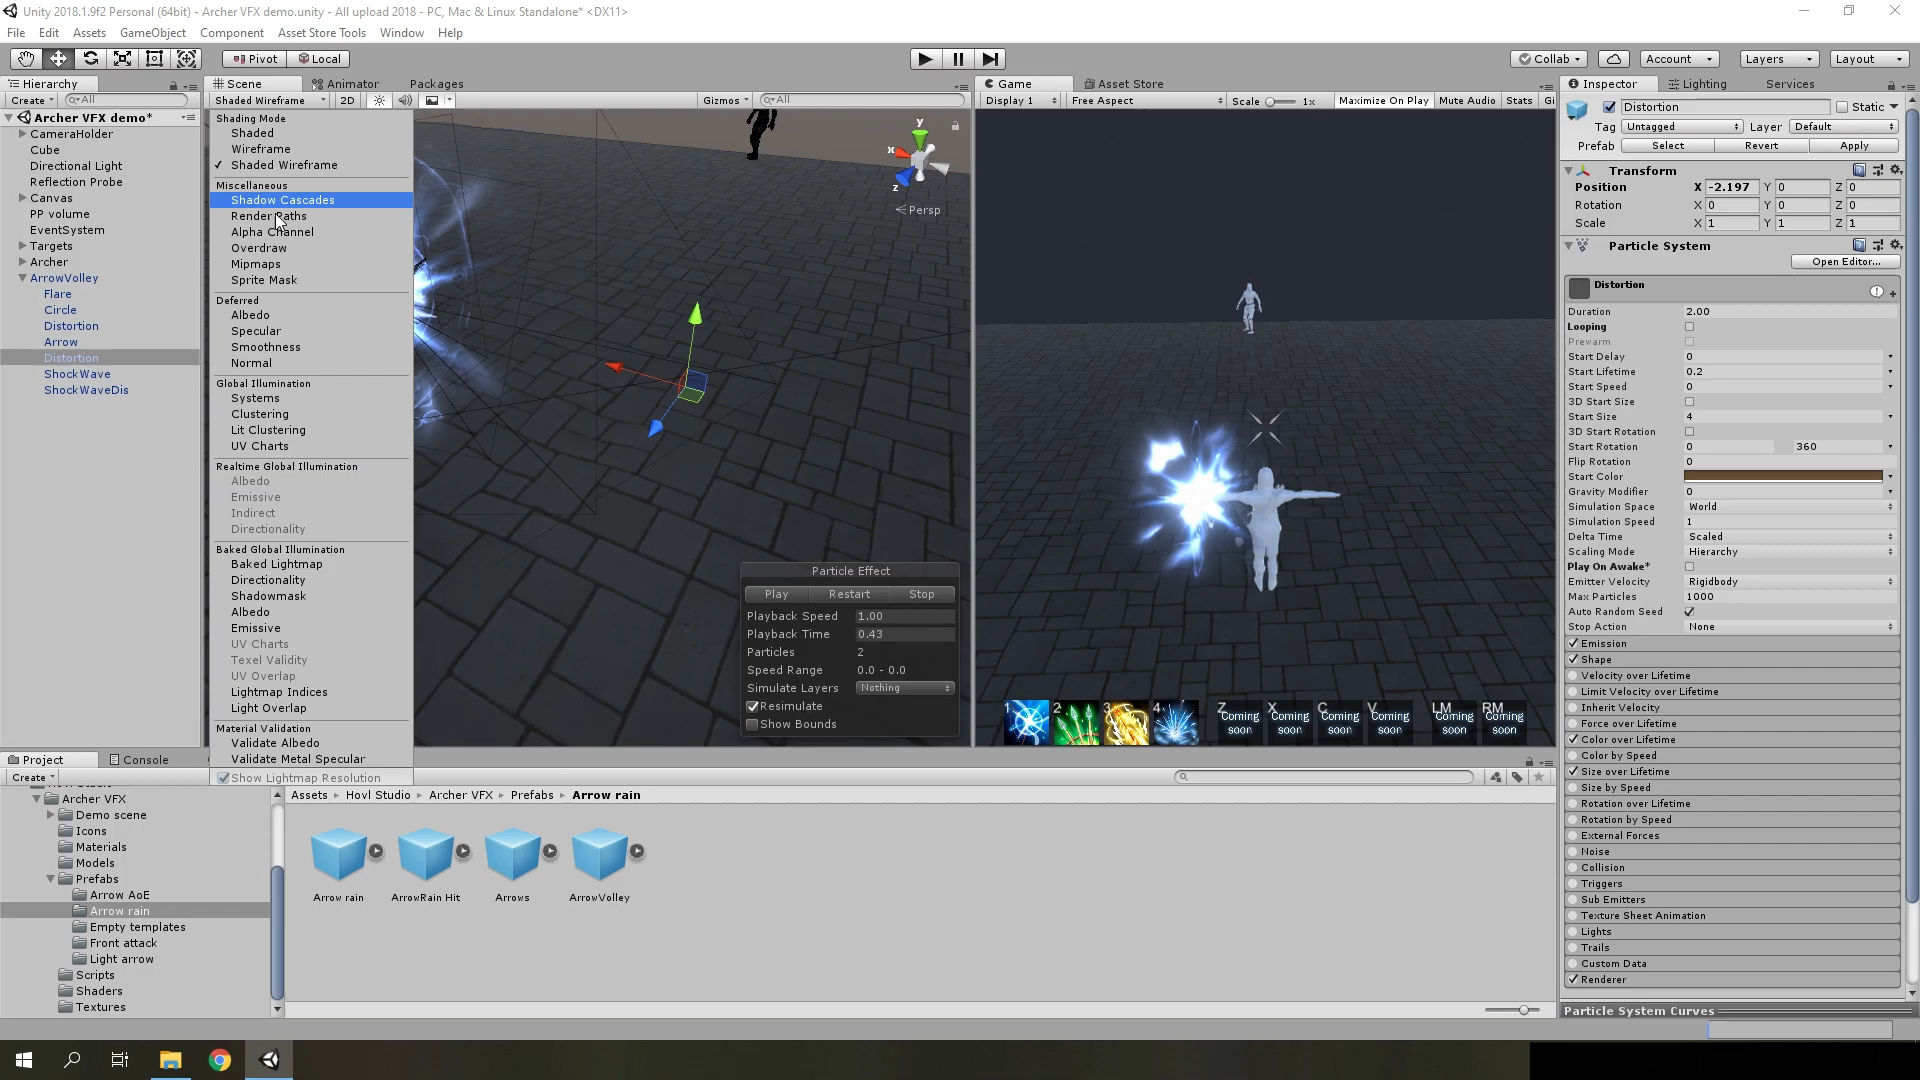 Unity 2018.1.9f2 Personal (64bit) - Archer VFX demo.unity - All upload 2018 - PC, Mac & Linux Standalone* <DX11>
File Edit Assets GameObject Component Asset Store Tools Window Help
Pivot Local
Collab Account Layers Layout
Hierarchy
Create All
Archer VFX demo*
CameraHolder
Cube
Directional Light
Reflection Probe
Canvas
PP volume
EventSystem
Targets
Archer
ArrowVolley
Flare
Circle
Distortion
Arrow
Distortion
ShockWave
ShockWaveDis
Scene Animator Packages
Shaded Wireframe 2D Gizmos All
Shading Mode
Shaded
Wireframe
Shaded Wireframe
Miscellaneous
Shadow Cascades
Render Paths
Alpha Channel
Overdraw
Mipmaps
Sprite Mask
Deferred
Albedo
Specular
Smoothness
Normal
Global Illumination
Systems
Clustering
Lit Clustering
UV Charts
Realtime Global Illumination
Albedo
Emissive
Indirect
Directionality
Baked Global Illumination
Baked Lightmap
Directionality
Shadowmask
Albedo
Emissive
UV Charts
Texel Validity
UV Overlap
Lightmap Indices
Light Overlap
Material Validation
Validate Albedo
Validate Metal Specular
Show Lightmap Resolution
y
x
z
Persp
Particle Effect
Play Restart Stop
Playback Speed 1.00
Playback Time 0.43
Particles 2
Speed Range 0.0 - 0.0
Simulate Layers Nothing
Resimulate
Show Bounds
Game Asset Store
Display 1 Free Aspect Scale 1x Maximize On Play Mute Audio Stats Gi
1 2 3 4 Z Coming soon X Coming soon C Coming soon V Coming soon LM Coming soon RM Coming soon
Inspector Lighting Services
Distortion Static
Tag Untagged Layer Default
Prefab Select Revert Apply
Transform
Position X -2.197 Y 0 Z 0
Rotation X 0 Y 0 Z 0
Scale X 1 Y 1 Z 1
Particle System
Open Editor...
Distortion
Duration 2.00
Looping
Prewarm
Start Delay 0
Start Lifetime 0.2
Start Speed 0
3D Start Size
Start Size 4
3D Start Rotation
Start Rotation 0 360
Flip Rotation 0
Start Color
Gravity Modifier 0
Simulation Space World
Simulation Speed 1
Delta Time Scaled
Scaling Mode Hierarchy
Play On Awake*
Emitter Velocity Rigidbody
Max Particles 1000
Auto Random Seed
Stop Action None
Emission
Shape
Velocity over Lifetime
Limit Velocity over Lifetime
Inherit Velocity
Force over Lifetime
Color over Lifetime
Color by Speed
Size over Lifetime
Size by Speed
Rotation over Lifetime
Rotation by Speed
External Forces
Noise
Collision
Triggers
Sub Emitters
Texture Sheet Animation
Lights
Trails
Custom Data
Renderer
Particle System Curves
Project Console
Create
Archer VFX
Demo scene
Icons
Materials
Models
Prefabs
Arrow AoE
Arrow rain
Empty templates
Front attack
Light arrow
Scripts
Shaders
Textures
Assets Hovl Studio Archer VFX Prefabs Arrow rain
Arrow rain ArrowRain Hit Arrows ArrowVolley